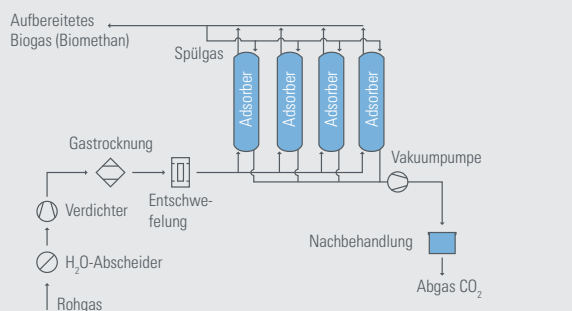 Aufbereitetes
Biogas (Biomethan)
Spülgas
Adsorber
Adsorber
Adsorber
Adsorber
Gastrocknung
Vakuumpumpe
Entschwe-
felung
Verdichter
Nachbehandlung
H₂O-Abscheider
Abgas CO₂
Rohgas